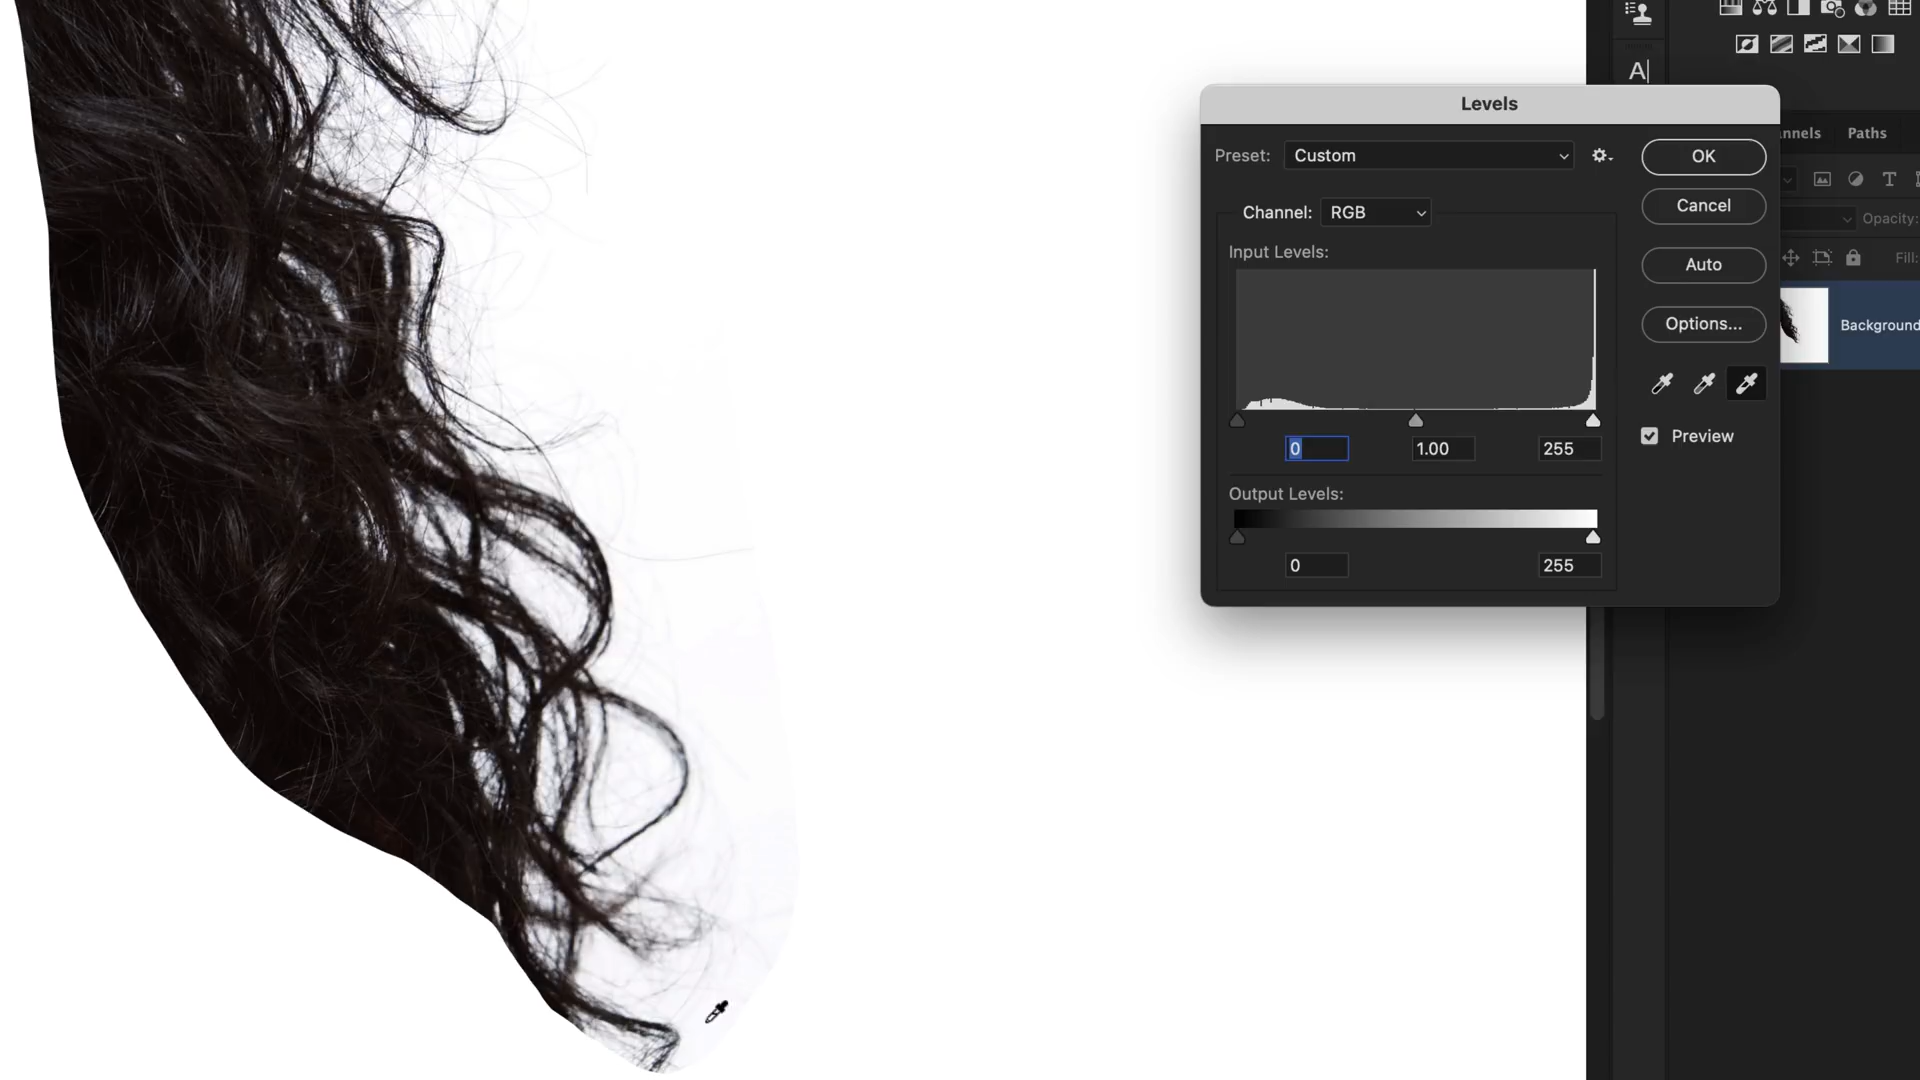 A|
Levels
nnels Paths
Preset: Custom
OK
T
Channel: RGB
Cancel
Opacity:
Input Levels:
Fill:
Auto
Options...
Background
Preview
0 1.00 255
Output Levels:
0 255